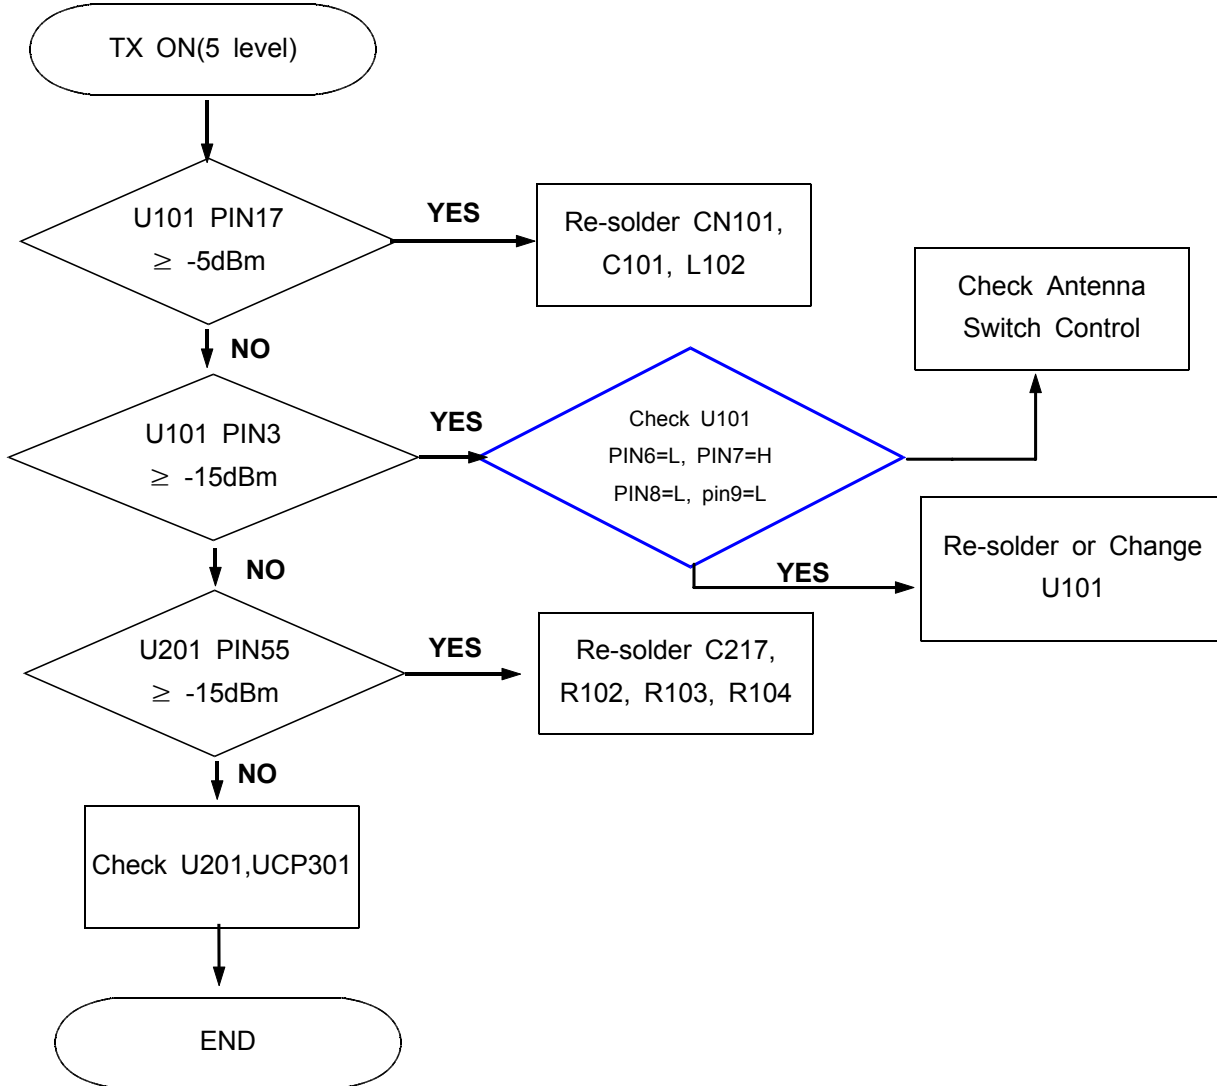 TX ON(5 level)
U101 PIN17
≥ -5dBm
YES
Re-solder CN101,
C101, L102
NO
U101 PIN3
≥ -15dBm
YES
Check U101
PIN6=L, PIN7=H
PIN8=L, pin9=L
Check Antenna
Switch Control
YES
Re-solder or Change
U101
NO
U201 PIN55
≥ -15dBm
YES
Re-solder C217,
R102, R103, R104
NO
Check U201,UCP301
END